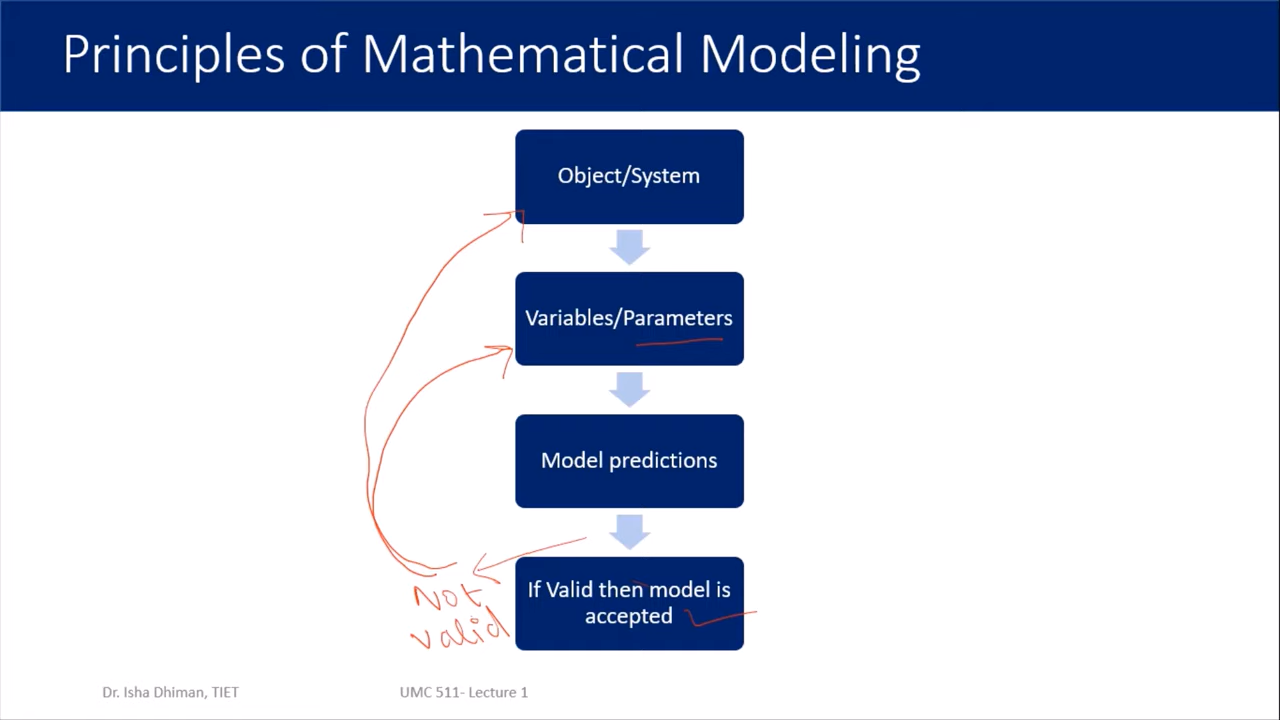 Principles of Mathematical Modeling
Object/System
Variables/Parameters
Model predictions
If Valid then model is
accepted
Not
valid
Dr. Isha Dhiman, TIET
UMC 511- Lecture 1